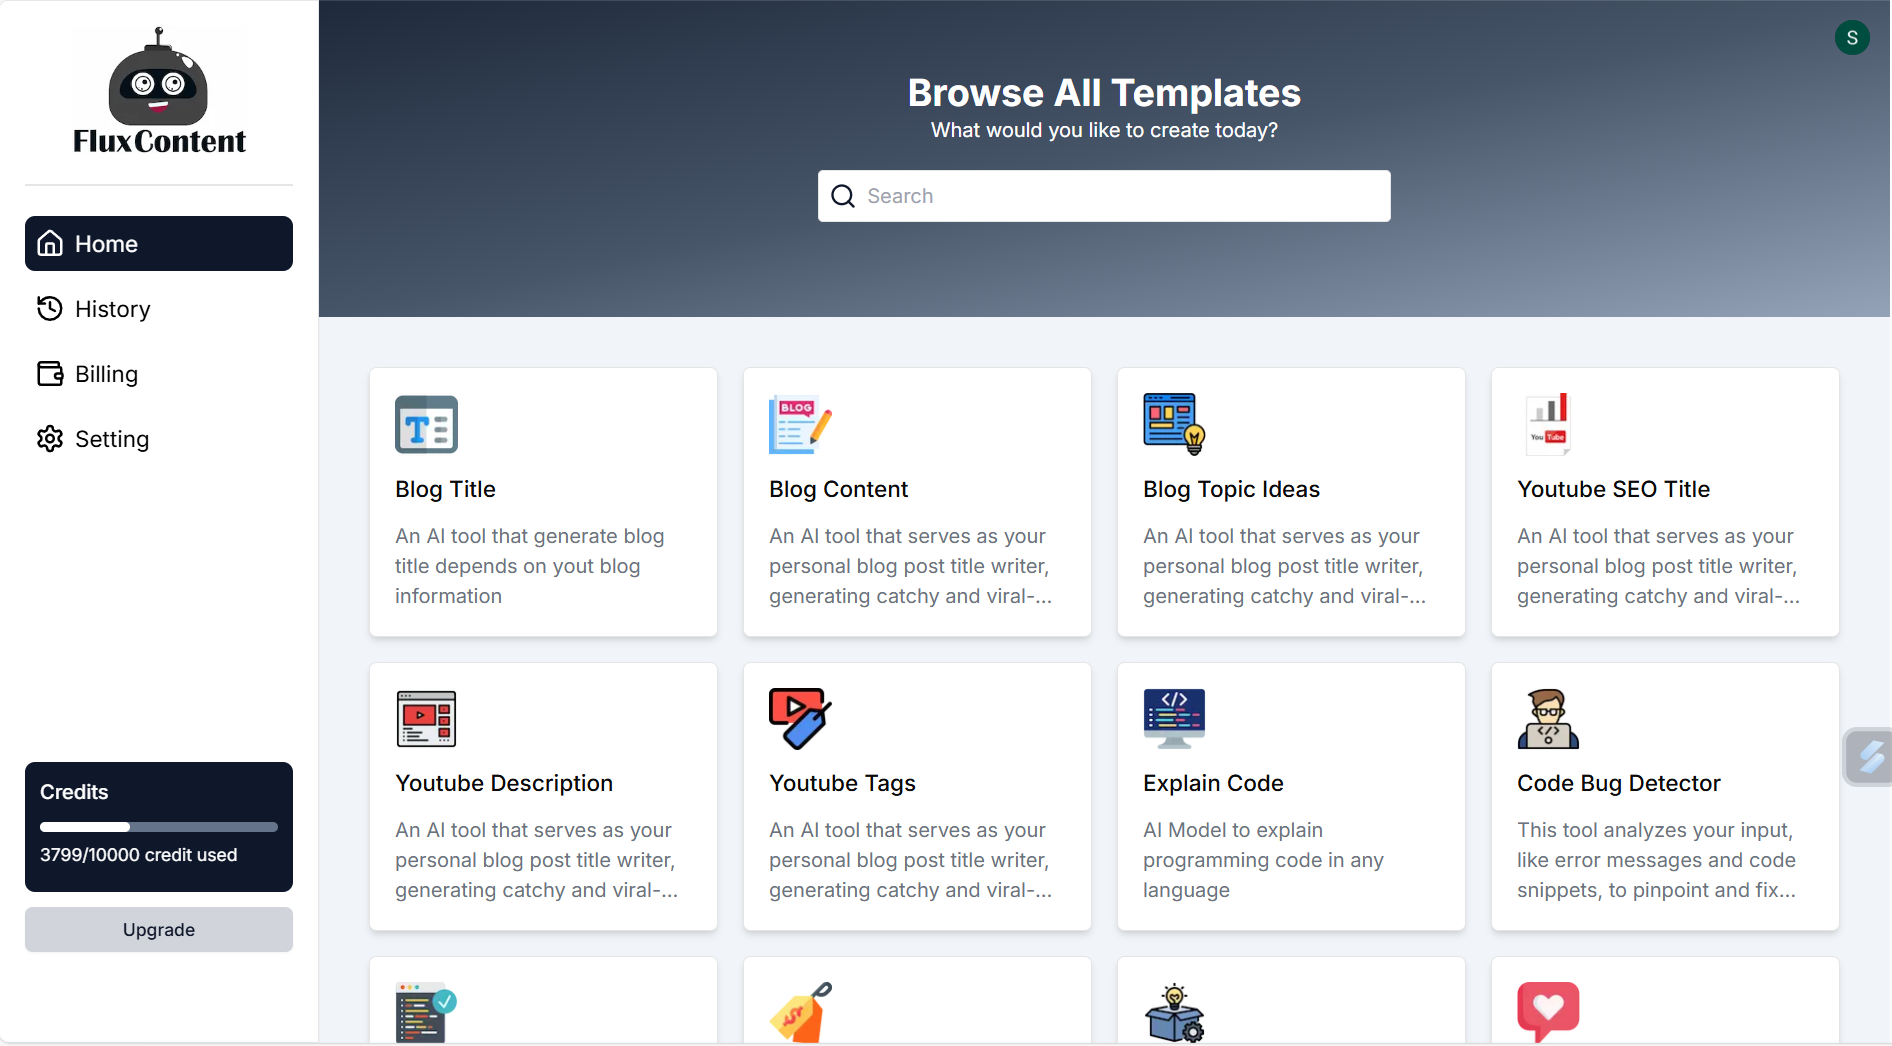 FluxContent
Home
History
Billing
Setting
Credits
3799/10000 credit used
Upgrade
S
Browse All Templates
What would you like to create today?
Search
Blog Title
An AI tool that generate blog
title depends on yout blog
information
BLOG
Blog Content
An AI tool that serves as your
personal blog post title writer,
generating catchy and viral-...
Blog Topic Ideas
An AI tool that serves as your
personal blog post title writer,
generating catchy and viral-...
You Tube
Youtube SEO Title
An AI tool that serves as your
personal blog post title writer,
generating catchy and viral-...
Youtube Description
An AI tool that serves as your
personal blog post title writer,
generating catchy and viral-...
Youtube Tags
An AI tool that serves as your
personal blog post title writer,
generating catchy and viral-...
</>
Explain Code
AI Model to explain
programming code in any
language
</>
Code Bug Detector
This tool analyzes your input,
like error messages and code
snippets, to pinpoint and fix...
$